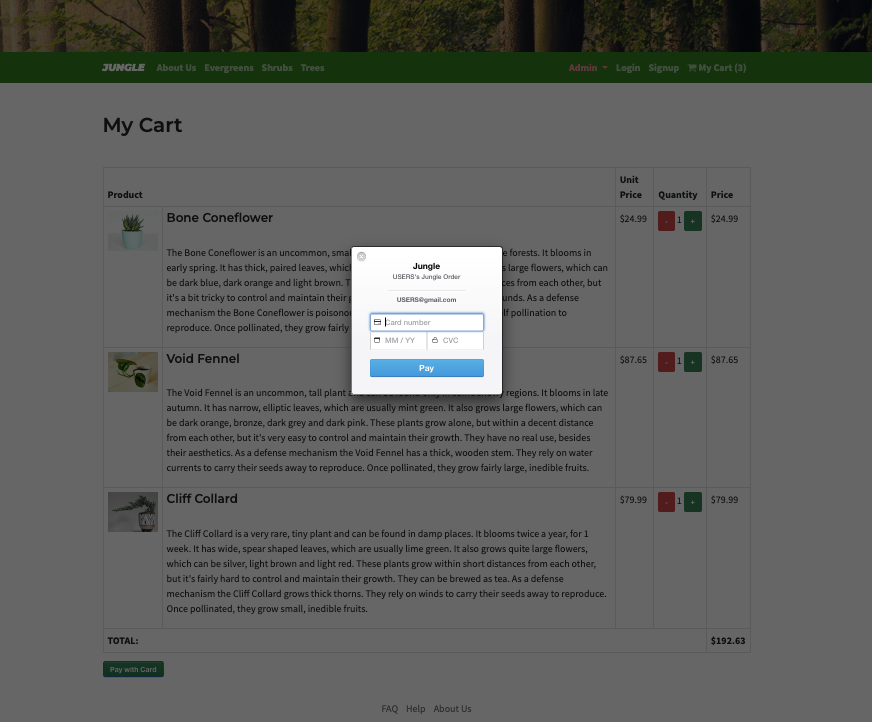 JUNGLE About Us Evergreens Shrubs Trees Admin Login Signup My Cart (3)
My Cart
Product Unit Price Quantity Price
Bone Coneflower $24.99 - 1 + $24.99
The Bone Coneflower is an uncommon, e forests. It blooms in
early spring. It has thick, paired leaves, large flowers, which can
be dark blue, dark orange and light brown. from each other, but
it's a bit tricky to control and maintain their As a defense
mechanism the Bone Coneflower is pollination to
reproduce. Once pollinated, they grow fairly
Jungle
USERS's Jungle Order
USERS@gmail.com
Card number
MM / YY CVC
Pay
Void Fennel $87.65 - 1 + $87.65
The Void Fennel is an uncommon, tall plant regions. It blooms in late
autumn. It has narrow, elliptic leaves, which are usually mint green. It also grows large flowers, which can
be dark orange, bronze, dark grey and dark pink. These plants grow alone, but within a decent distance
from each other, but it's very easy to control and maintain their growth. They have no real use, besides
their aesthetics. As a defense mechanism the Void Fennel has a thick, wooden stem. They rely on water
currents to carry their seeds away to reproduce. Once pollinated, they grow fairly large, inedible fruits.
Cliff Collard $79.99 - 1 + $79.99
The Cliff Collard is a very rare, tiny plant and can be found in damp places. It blooms twice a year, for 1
week. It has wide, spear shaped leaves, which are usually lime green. It also grows quite large flowers,
which can be silver, light brown and light red. These plants grow within short distances from each other,
but it's fairly hard to control and maintain their growth. They can be brewed as tea. As a defense
mechanism the Cliff Collard grows thick thorns. They rely on winds to carry their seeds away to reproduce.
Once pollinated, they grow small, inedible fruits.
TOTAL: $192.63
Pay with Card
FAQ Help About Us